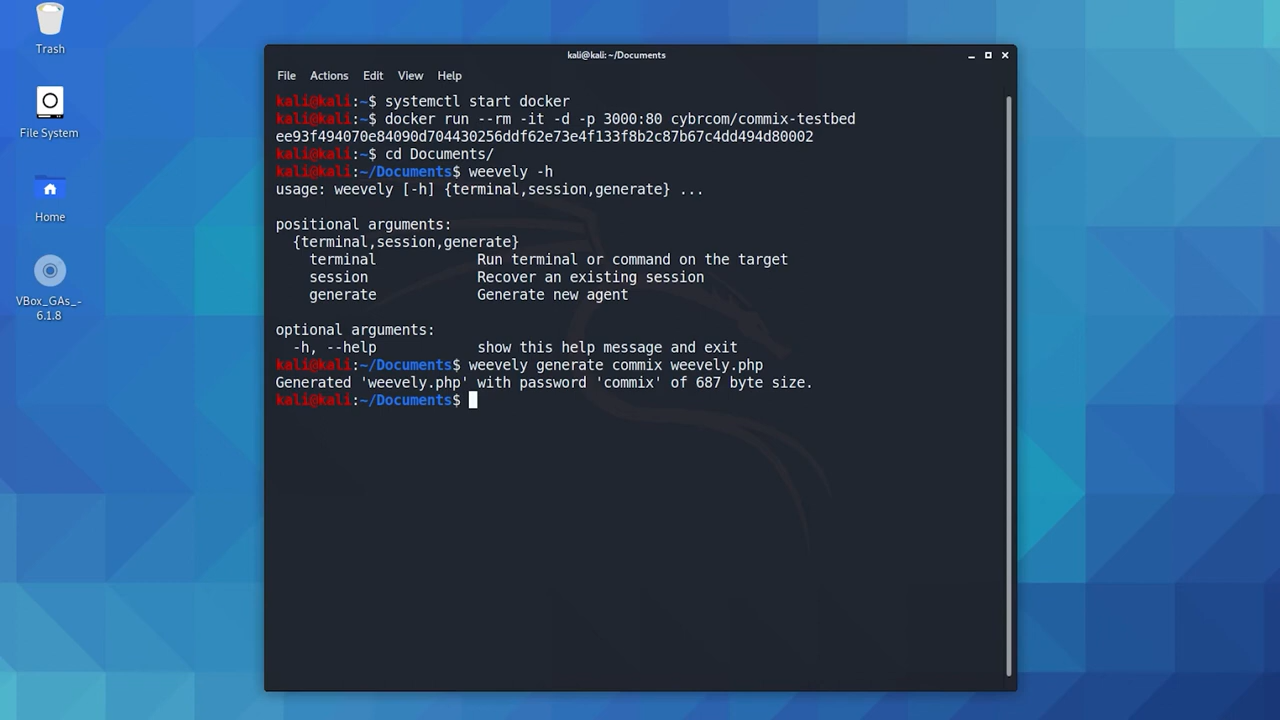 Trash
File System
Home
VBox_GAs_-
6.1.8
kali@kali: ~/Documents
File Actions Edit View Help
kali@kali:~$ systemctl start docker
kali@kali:~$ docker run --rm -it -d -p 3000:80 cybrcom/commix-testbed
ee93f494070e84090d704430256ddf62e73e4f133f8b2c87b67c4dd494d80002
kali@kali:~$ cd Documents/
kali@kali:~/Documents$ weevely -h
usage: weevely [-h] {terminal,session,generate} ...
positional arguments:
{terminal,session,generate}
terminal Run terminal or command on the target
session Recover an existing session
generate Generate new agent
optional arguments:
-h, --help show this help message and exit
kali@kali:~/Documents$ weevely generate commix weevely.php
Generated 'weevely.php' with password 'commix' of 687 byte size.
kali@kali:~/Documents$